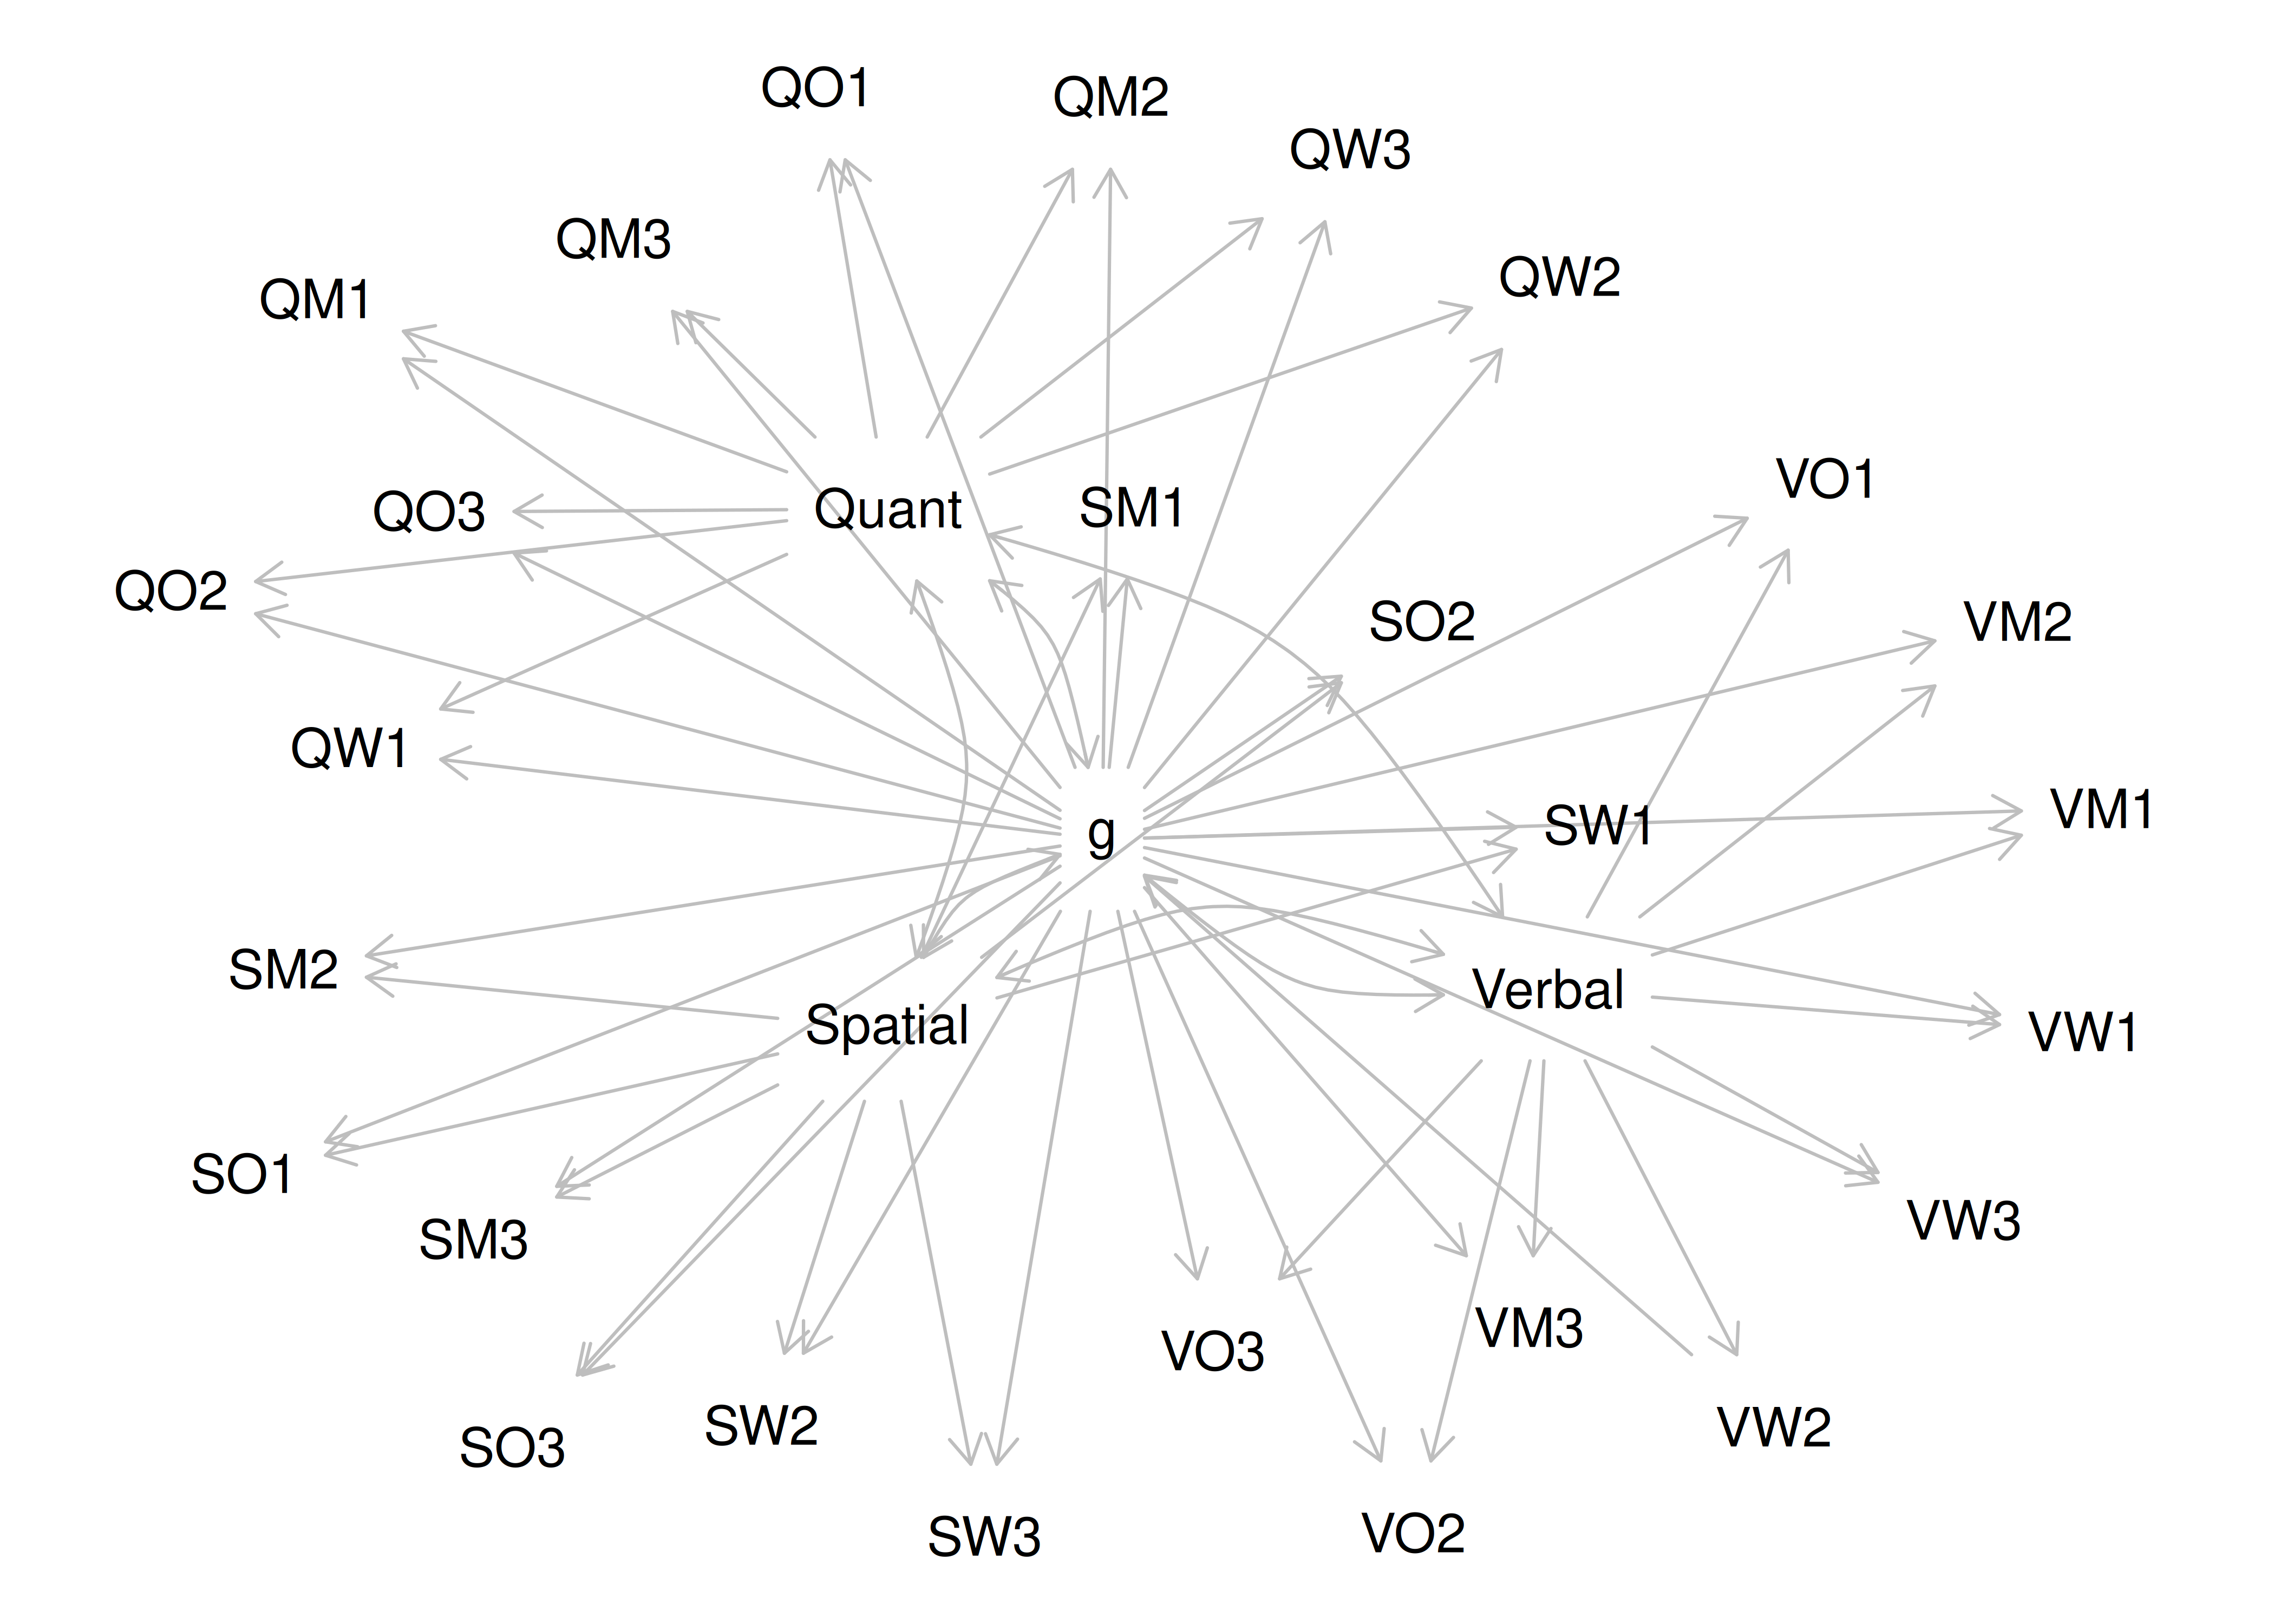 QO1
QM2
QW3
QM3
QW2
QM1
VO1
QO3
Quant
SM1
QO2
SO2
VM2
QW1
g
SW1
VM1
SM2
Spatial
Verbal
VW1
SO1
SM3
VW3
VO3
VM3
SO3
SW2
VW2
SW3
VO2